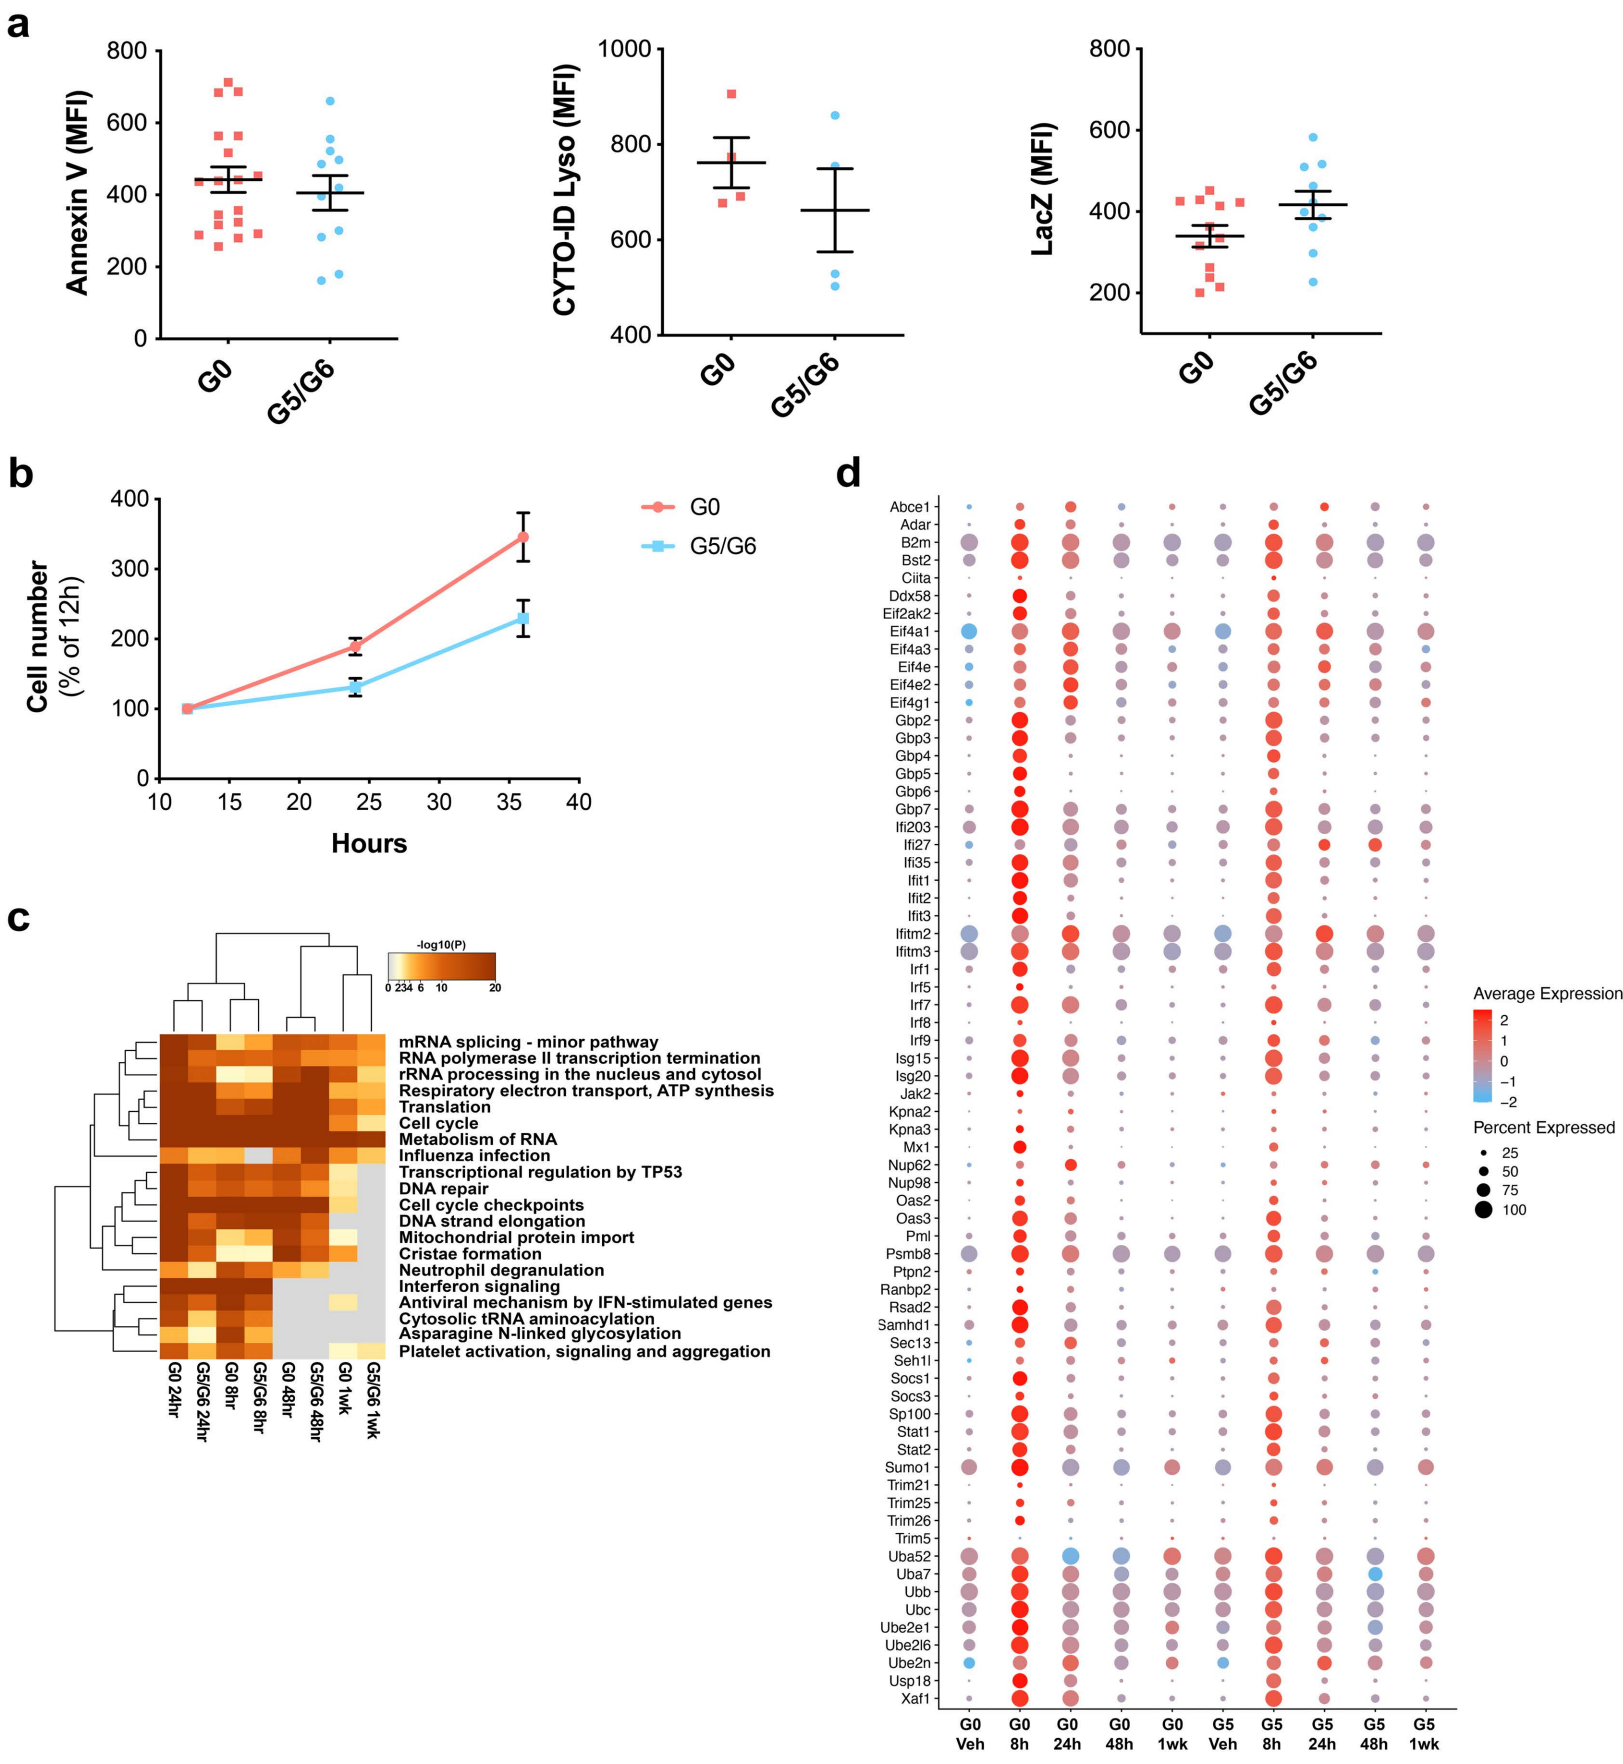 a
800
600
400
200
0
Annexin V (MFI)
G0
G5/G6
1000
800
600
400
CYTO-ID Lyso (MFI)
G0
G5/G6
800
600
400
200
LacZ (MFI)
G0
G5/G6
b
400
300
200
100
0
Cell number
(% of 12h)
10 15 20 25 30 35 40
Hours
G0
G5/G6
c
-log10(P)
0 2 3 4 6 10 20
mRNA splicing - minor pathway
RNA polymerase II transcription termination
rRNA processing in the nucleus and cytosol
Respiratory electron transport, ATP synthesis
Translation
Cell cycle
Metabolism of RNA
Influenza infection
Transcriptional regulation by TP53
DNA repair
Cell cycle checkpoints
DNA strand elongation
Mitochondrial protein import
Cristae formation
Neutrophil degranulation
Interferon signaling
Antiviral mechanism by IFN-stimulated genes
Cytosolic tRNA aminoacylation
Asparagine N-linked glycosylation
Platelet activation, signaling and aggregation
G0 24hr
G5/G6 24hr
G0 8hr
G5/G6 8hr
G0 48hr
G5/G6 48hr
G0 1wk
G5/G6 1wk
d
Abce1
Adar
B2m
Bst2
Ciita
Ddx58
Eif2ak2
Eif4a1
Eif4a3
Eif4e
Eif4e2
Eif4g1
Gbp2
Gbp3
Gbp4
Gbp5
Gbp6
Gbp7
Ifi203
Ifi27
Ifi35
Ifit1
Ifit2
Ifit3
Ifitm2
Ifitm3
Irf1
Irf5
Irf7
Irf8
Irf9
Isg15
Isg20
Jak2
Kpna2
Kpna3
Mx1
Nup62
Nup98
Oas2
Oas3
Pml
Psmb8
Ptpn2
Ranbp2
Rsad2
Samhd1
Sec13
Seh1l
Socs1
Socs3
Sp100
Stat1
Stat2
Sumo1
Trim21
Trim25
Trim26
Trim5
Uba52
Uba7
Ubb
Ubc
Ube2e1
Ube2l6
Ube2n
Usp18
Xaf1
G0 G0 G0 G0 G0 G5 G5 G5 G5 G5
Veh 8h 24h 48h 1wk Veh 8h 24h 48h 1wk
Average Expression
2
1
0
−1
−2
Percent Expressed
25
50
75
100